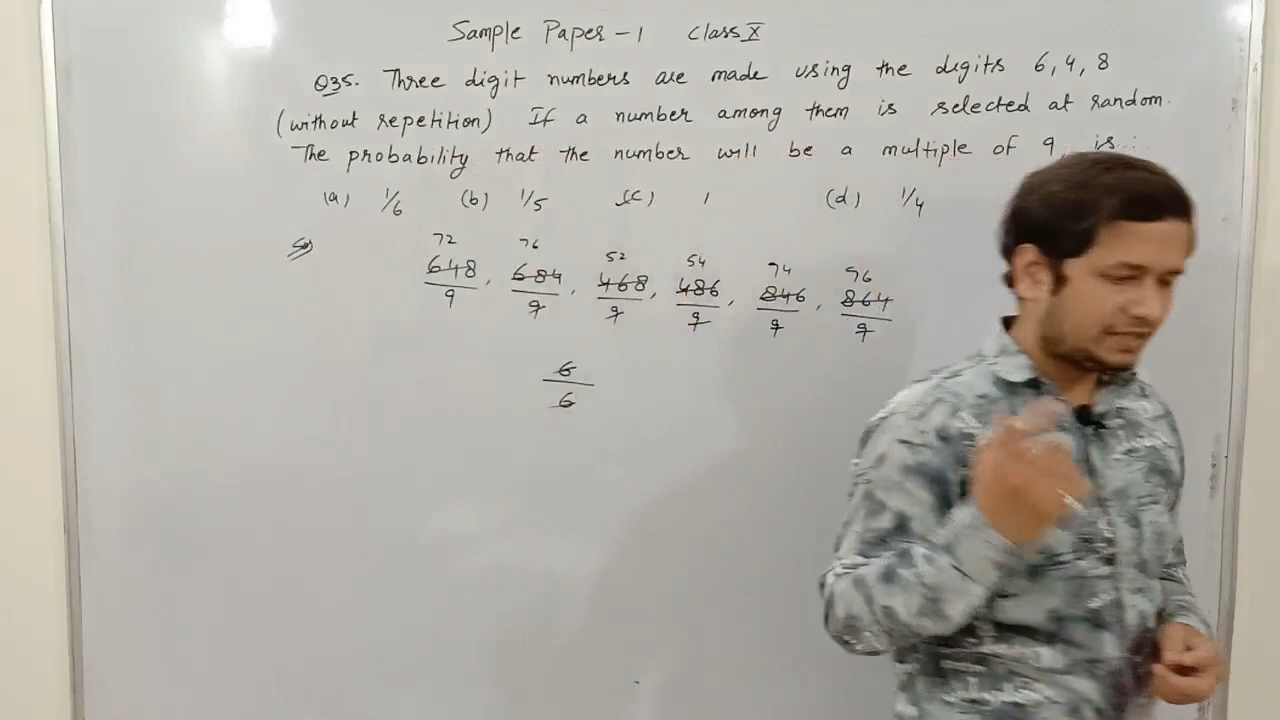 Sample Paper - 1 Class X
Q35. Three digit numbers are made using the digits 6, 4, 8
(without repetition) If a number among them is selected at random.
The probability that the number will be a multiple of 9, is :
(a) 1/6 (b) 1/5 (c) 1 (d) 1/4
72 76 52 54 94 96
648, 684, 468, 486, 846, 864
9 9 9 9 9 9
6
6